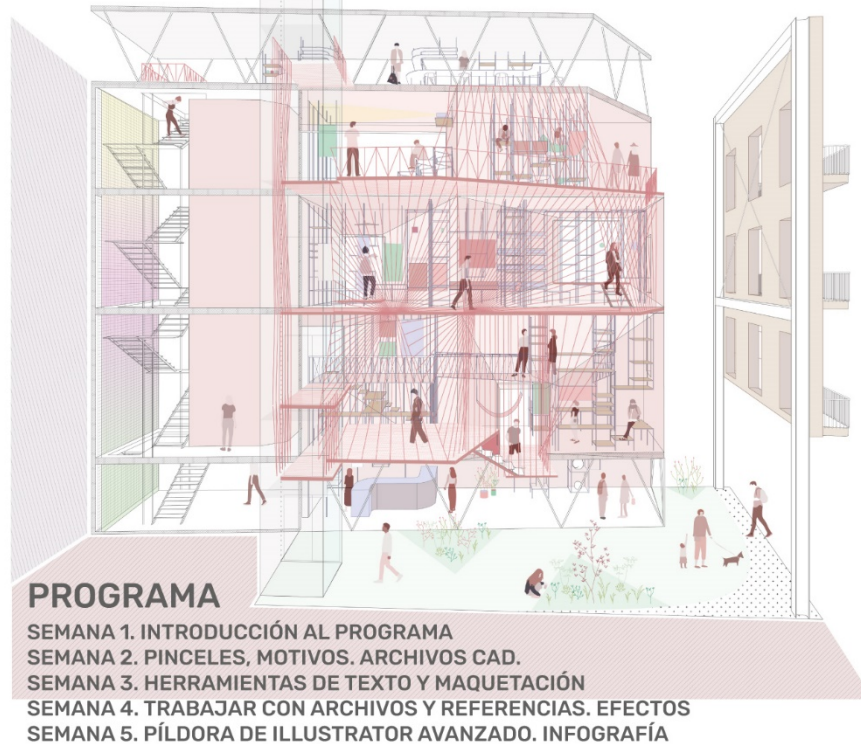 PROGRAMA
SEMANA 1. INTRODUCCIÓN AL PROGRAMA
SEMANA 2. PINCELES, MOTIVOS. ARCHIVOS CAD.
SEMANA 3. HERRAMIENTAS DE TEXTO Y MAQUETACIÓN
SEMANA 4. TRABAJAR CON ARCHIVOS Y REFERENCIAS. EFECTOS
SEMANA 5. PÍLDORA DE ILLUSTRATOR AVANZADO. INFOGRAFÍA